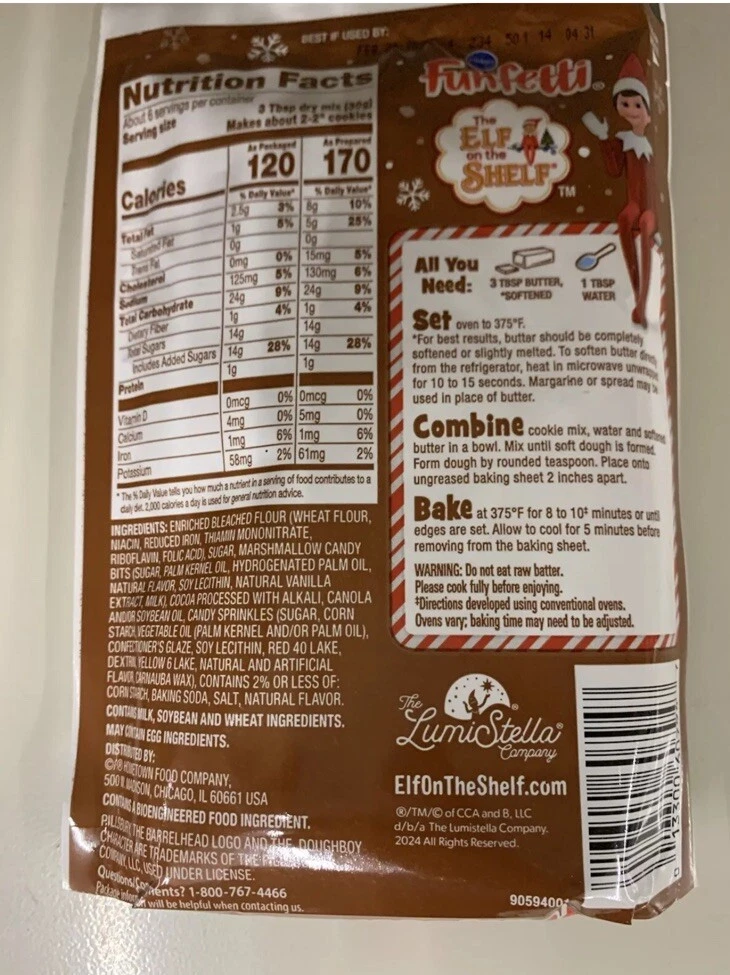 BEST IF USED BY:
234 501 14 04 31
Nutrition Facts
About 6 servings per container
Serving size
3 Tbsp dry mix
Makes about 2-2" cookies
As Packaged As Prepared
Calories 120 170
% Daily Value* % Daily Value*
Total Fat 2.5g 3% 8g 10%
Saturated Fat 1g 5g 25%
Trans Fat 0g 0g
Cholesterol 0mg 0% 15mg 5%
Sodium 125mg 5% 130mg 6%
Total Carbohydrate 24g 9% 24g 9%
Dietary Fiber 1g 4% 1g 4%
Total Sugars 14g 14g
Includes Added Sugars 14g 28% 14g 28%
Protein 1g 1g
Vitamin D 0mcg 0% 0mcg 0%
Calcium 4mg 0% 5mg 0%
Iron 1mg 6% 1mg 6%
Potassium 58mg 2% 61mg 2%
* The % Daily Value tells you how much a nutrient in a serving of food contributes to a
daily diet. 2,000 calories a day is used for general nutrition advice.
INGREDIENTS: ENRICHED BLEACHED FLOUR (WHEAT FLOUR,
NIACIN, REDUCED IRON, THIAMIN MONONITRATE,
RIBOFLAVIN, FOLIC ACID), SUGAR, MARSHMALLOW CANDY
BITS (SUGAR, PALM KERNEL OIL, HYDROGENATED PALM OIL,
NATURAL FLAVOR, SOY LECITHIN, NATURAL VANILLA
EXTRACT, MILK), COCOA PROCESSED WITH ALKALI, CANOLA
AND/OR SOYBEAN OIL, CANDY SPRINKLES (SUGAR, CORN
STARCH, VEGETABLE OIL (PALM KERNEL AND/OR PALM OIL),
CONFECTIONER'S GLAZE, SOY LECITHIN, RED 40 LAKE,
DEXTRIN, YELLOW 6 LAKE, NATURAL AND ARTIFICIAL
FLAVOR, CARNAUBA WAX), CONTAINS 2% OR LESS OF:
CORN STARCH, BAKING SODA, SALT, NATURAL FLAVOR.
CONTAINS MILK, SOYBEAN AND WHEAT INGREDIENTS.
MAY CONTAIN EGG INGREDIENTS.
DISTRIBUTED BY:
©/® HOMETOWN FOOD COMPANY,
500 W MADISON, CHICAGO, IL 60661 USA
CONTAINS A BIOENGINEERED FOOD INGREDIENT.
PILLSBURY, THE BARRELHEAD LOGO AND THE DOUGHBOY
CHARACTER ARE TRADEMARKS OF THE
COMPANY, LLC, USED UNDER LICENSE.
Questions/Comments? 1-800-767-4466
Package will be helpful when contacting us.
Funfetti®
The
ELF
on the
SHELF™
TM
All You
Need:
3 TBSP BUTTER,
*SOFTENED
1 TBSP
WATER
Set oven to 375°F.
*For best results, butter should be completely
softened or slightly melted. To soften butter
from the refrigerator, heat in microwave
for 10 to 15 seconds. Margarine or spread may be
used in place of butter.
Combine cookie mix, water and
butter in a bowl. Mix until soft dough is formed.
Form dough by rounded teaspoon. Place onto
ungreased baking sheet 2 inches apart.
Bake at 375°F for 8 to 10‡ minutes or until
edges are set. Allow to cool for 5 minutes before
removing from the baking sheet.
WARNING: Do not eat raw batter.
Please cook fully before enjoying.
‡Directions developed using conventional ovens.
Ovens vary; baking time may need to be adjusted.
The
LumiStella®
Company
ElfOnTheShelf.com
®/TM/© of CCA and B, LLC
d/b/a The Lumistella Company.
2024 All Rights Reserved.